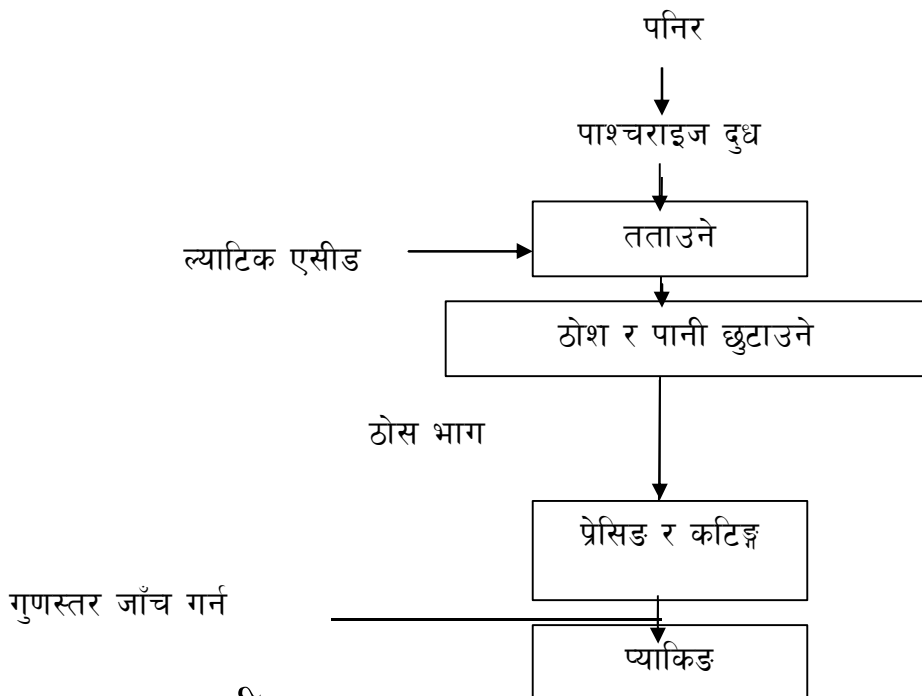 पनिर
पाश्चराइज दुध
तताउने
ल्याटिक एसीड
ठोश र पानी छुटाउने
ठोस भाग
प्रेसिङ र कटिङ्ग
गुणस्तर जाँच गर्न
प्याकिङ